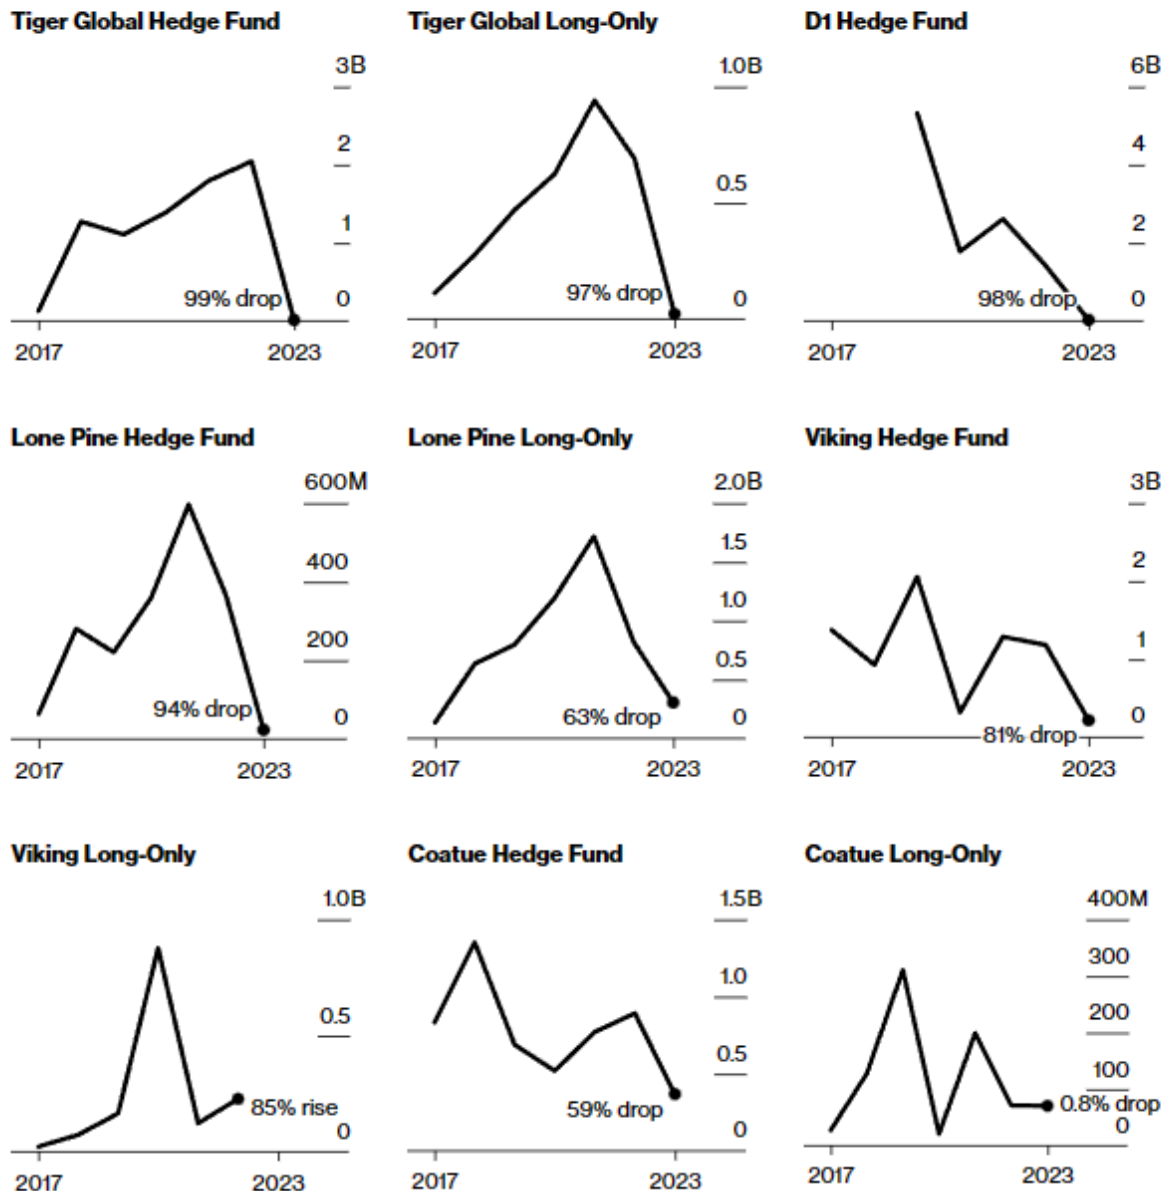 Tiger Global Hedge Fund
3B
2
1
0
99% drop
2017
2023
Tiger Global Long-Only
1.0B
0.5
0
97% drop
2017
2023
D1 Hedge Fund
6B
4
2
0
98% drop
2017
2023
Lone Pine Hedge Fund
600M
400
200
0
94% drop
2017
2023
Lone Pine Long-Only
2.0B
1.5
1.0
0.5
0
63% drop
2017
2023
Viking Hedge Fund
3B
2
1
0
81% drop
2017
2023
Viking Long-Only
1.0B
0.5
85% rise
0
2017
2023
Coatue Hedge Fund
1.5B
1.0
0.5
59% drop
0
2017
2023
Coatue Long-Only
400M
300
200
100
0.8% drop
0
2017
2023